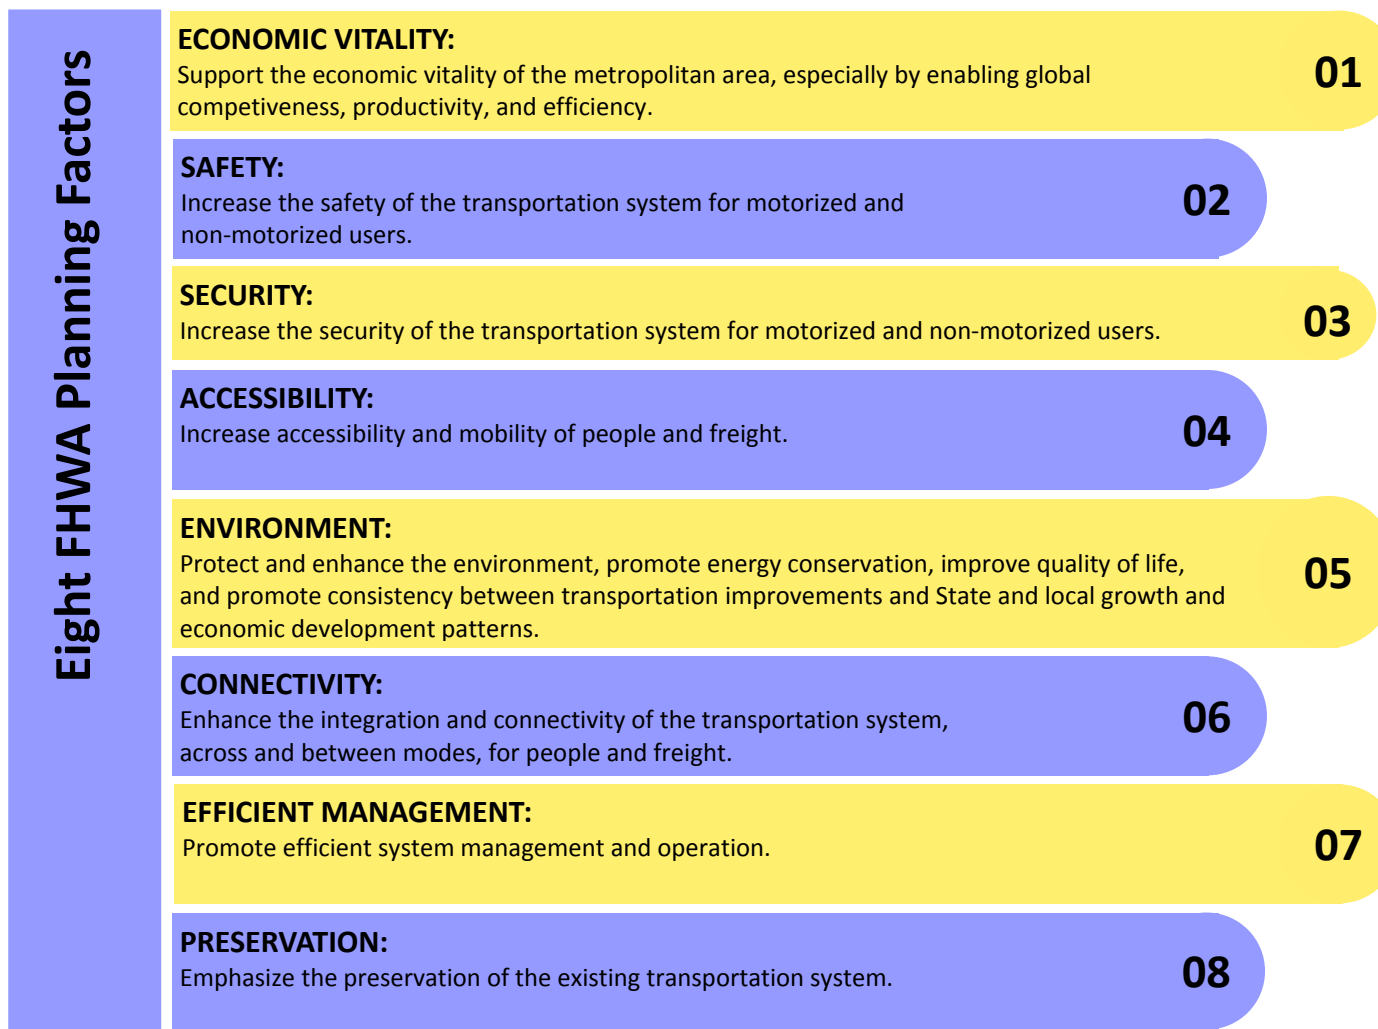 Eight FHWA Planning Factors
ECONOMIC VITALITY:
Support the economic vitality of the metropolitan area, especially by enabling global
competiveness, productivity, and efficiency.
01
SAFETY:
Increase the safety of the transportation system for motorized and
non-motorized users.
02
SECURITY:
Increase the security of the transportation system for motorized and non-motorized users.
03
ACCESSIBILITY:
Increase accessibility and mobility of people and freight.
04
ENVIRONMENT:
Protect and enhance the environment, promote energy conservation, improve quality of life,
and promote consistency between transportation improvements and State and local growth and
economic development patterns.
05
CONNECTIVITY:
Enhance the integration and connectivity of the transportation system,
across and between modes, for people and freight.
06
EFFICIENT MANAGEMENT:
Promote efficient system management and operation.
07
PRESERVATION:
Emphasize the preservation of the existing transportation system.
08